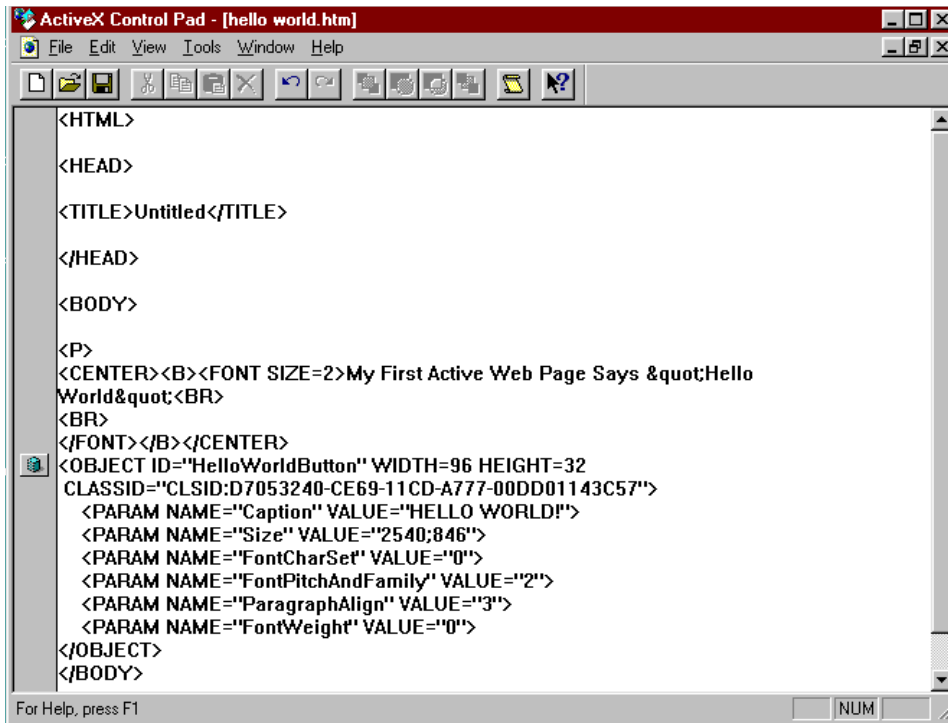 ActiveX Control Pad - [hello world.htm]
File Edit View Tools Window Help
<HTML>
<HEAD>
<TITLE>Untitled</TITLE>
</HEAD>
<BODY>
<P>
<CENTER><B><FONT SIZE=2>My First Active Web Page Says &quot;Hello
World&quot;<BR>
<BR>
</FONT></B></CENTER>
<OBJECT ID="HelloWorldButton" WIDTH=96 HEIGHT=32
CLASSID="CLSID:D7053240-CE69-11CD-A777-00DD01143C57">
<PARAM NAME="Caption" VALUE="HELLO WORLD!">
<PARAM NAME="Size" VALUE="2540;846">
<PARAM NAME="FontCharSet" VALUE="0">
<PARAM NAME="FontPitchAndFamily" VALUE="2">
<PARAM NAME="ParagraphAlign" VALUE="3">
<PARAM NAME="FontWeight" VALUE="0">
</OBJECT>
</BODY>
For Help, press F1
NUM